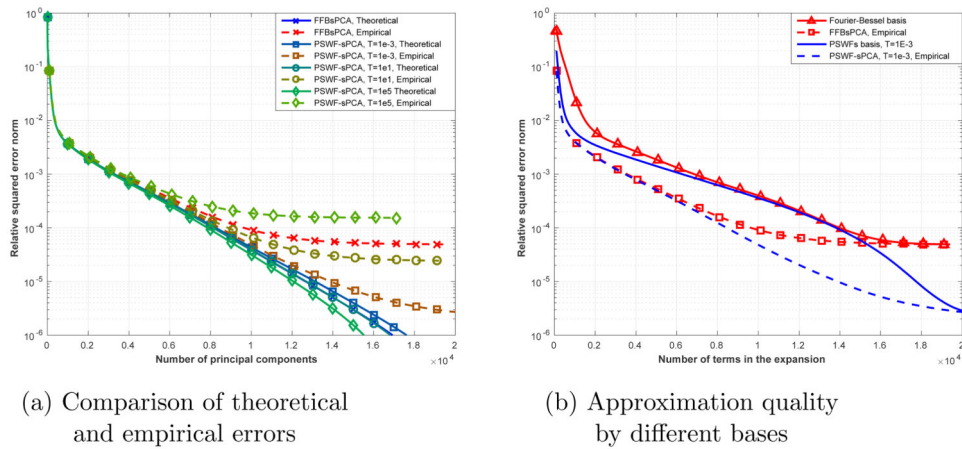 FFBsPCA, Theoretical
FFBsPCA, Empirical
PSWF-sPCA, T=1e-3, Theoretical
PSWF-sPCA, T=1e-3, Empirical
PSWF-sPCA, T=1e1, Theoretical
PSWF-sPCA, T=1e1, Empirical
PSWF-sPCA, T=1e5 Theoretical
PSWF-sPCA, T=1e5, Empirical
Relative squared error norm
10^0
10^-1
10^-2
10^-3
10^-4
10^-5
10^-6
0 0.2 0.4 0.6 0.8 1 1.2 1.4 1.6 1.8 2
×10^4
Number of principal components
(a) Comparison of theoretical
and empirical errors
Fourier-Bessel basis
FFBsPCA, Empirical
PSWFs basis, T=1E-3
PSWF-sPCA, T=1e-3, Empirical
Relative squared error norm
10^0
10^-1
10^-2
10^-3
10^-4
10^-5
10^-6
0 0.2 0.4 0.6 0.8 1 1.2 1.4 1.6 1.8 2
×10^4
Number of terms in the expansion
(b) Approximation quality
by different bases